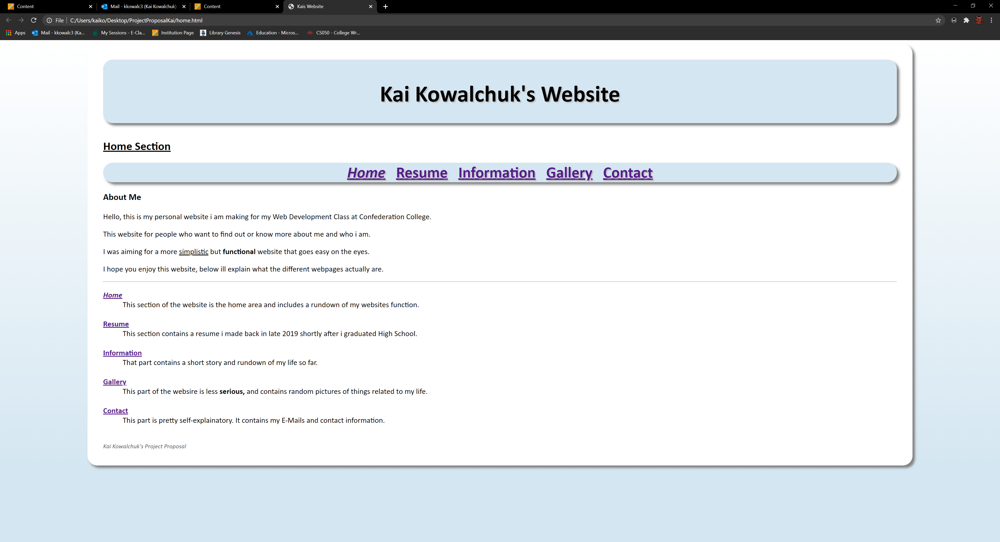 Content
Mail - kkowalc3 (Kai Kowalchuk)
Content
Kais Website
File
C:/Users/kaiko/Desktop/ProjectProposalKai/home.html
Apps
Mail - kkowalc3 (Ka...
My Sessions - E-Cla...
Institution Page
Library Genesis
Education - Micros...
CS050 - College Wr...
Kai Kowalchuk's Website
Home Section
Home Resume Information Gallery Contact
About Me
Hello, this is my personal website i am making for my Web Development Class at Confederation College.
This website for people who want to find out or know more about me and who i am.
I was aiming for a more simplistic but functional website that goes easy on the eyes.
I hope you enjoy this website, below ill explain what the different webpages actually are.
Home
This section of the website is the home area and includes a rundown of my websites function.
Resume
This section contains a resume i made back in late 2019 shortly after i graduated High School.
Information
That part contains a short story and rundown of my life so far.
Gallery
This part of the websire is less serious, and contains random pictures of things related to my life.
Contact
This part is pretty self-explainatory. It contains my E-Mails and contact information.
Kai Kowalchuk's Project Proposal